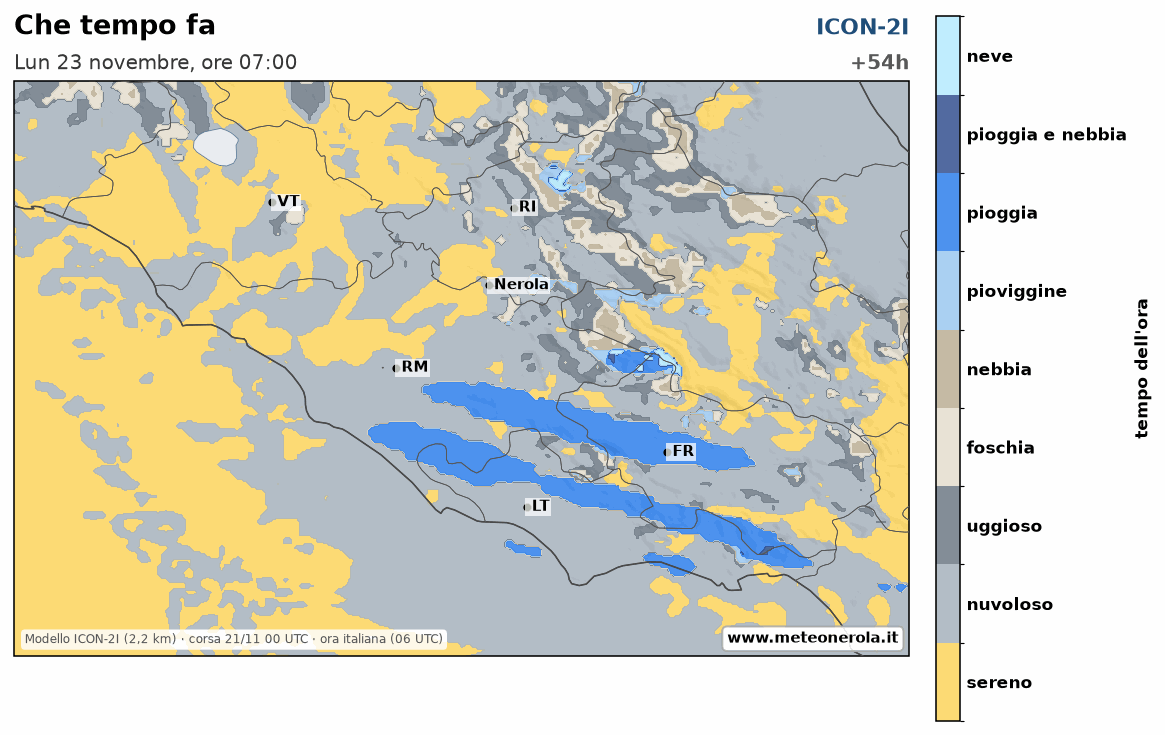 Che tempo fa
ICON-2I
Lun 23 novembre, ore 07:00
+54h
VT
RI
Nerola
RM
FR
LT
Modello ICON-2I (2,2 km) · corsa 21/11 00 UTC · ora italiana (06 UTC)
www.meteonerola.it
neve
pioggia e nebbia
pioggia
pioviggine
nebbia
foschia
uggioso
nuvoloso
sereno
tempo dell'ora